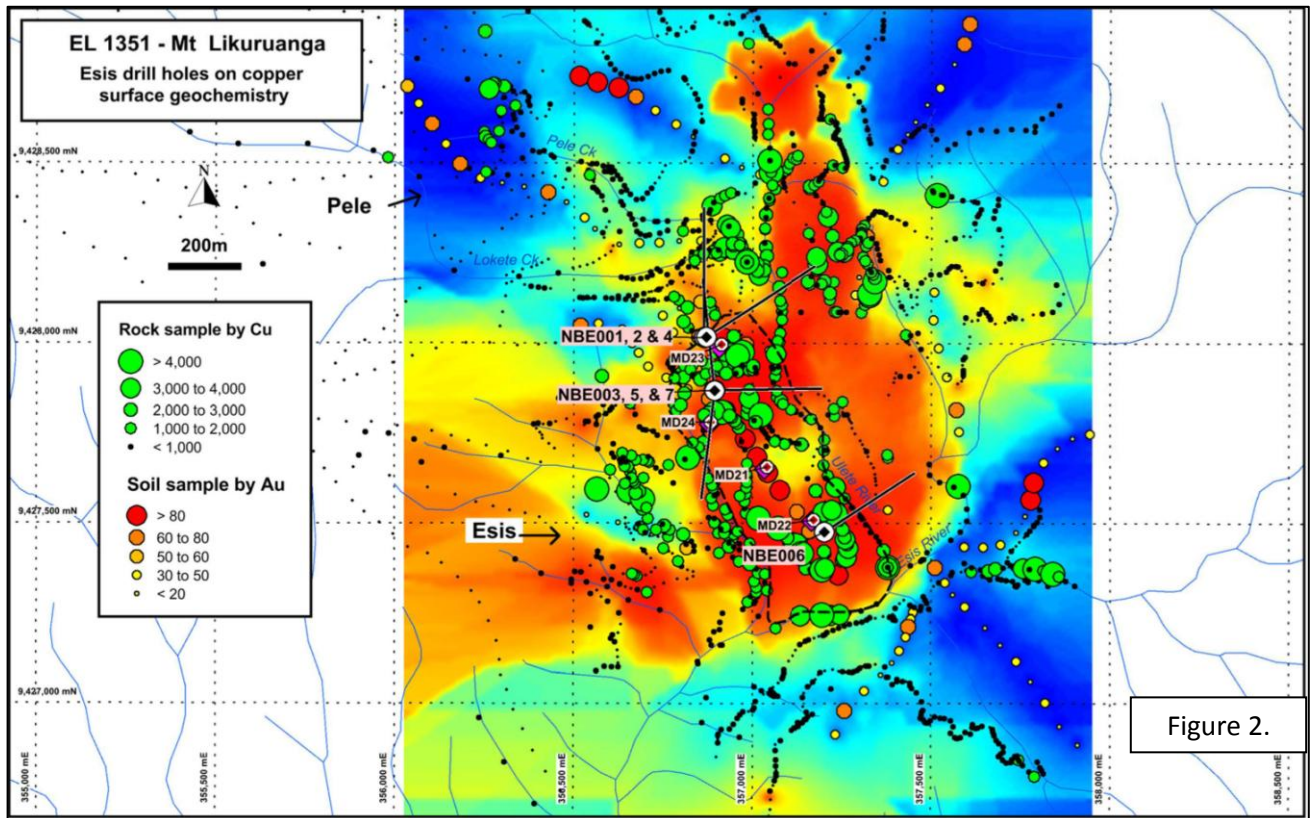 EL 1351 - Mt Likuruanga
Esis drill holes on copper
surface geochemistry
Pele Ck
9,428,500 mN
N
Pele
200m
Lokete Ck
Rock sample by Cu
> 4,000
3,000 to 4,000
2,000 to 3,000
1,000 to 2,000
< 1,000
Soil sample by Au
> 80
60 to 80
50 to 60
30 to 50
< 20
9,428,000 mN
NBE001, 2 & 4
MD23
NBE003, 5, & 7
MD24
MD21
Ulete River
9,427,500 mN
Esis
MD22
NBE006
Esis River
9,427,000 mN
Figure 2.
355,000 mE
355,500 mE
356,000 mE
356,500 mE
357,000 mE
357,500 mE
358,000 mE
358,500 mE